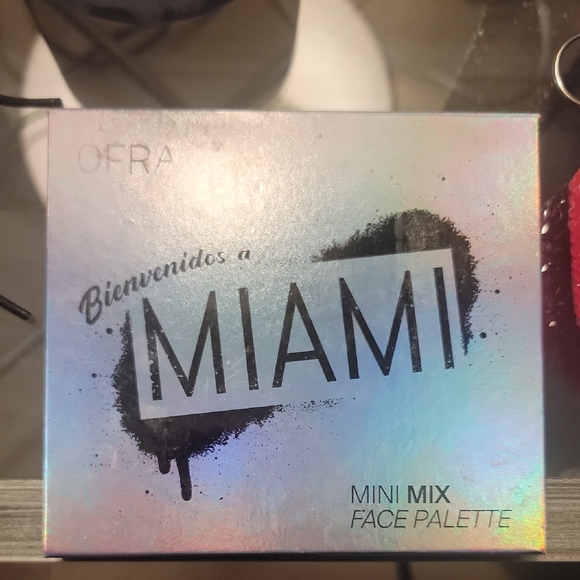 OFRA
Bienvenidos a
MIAMI
MINI MIX
FACE PALETTE